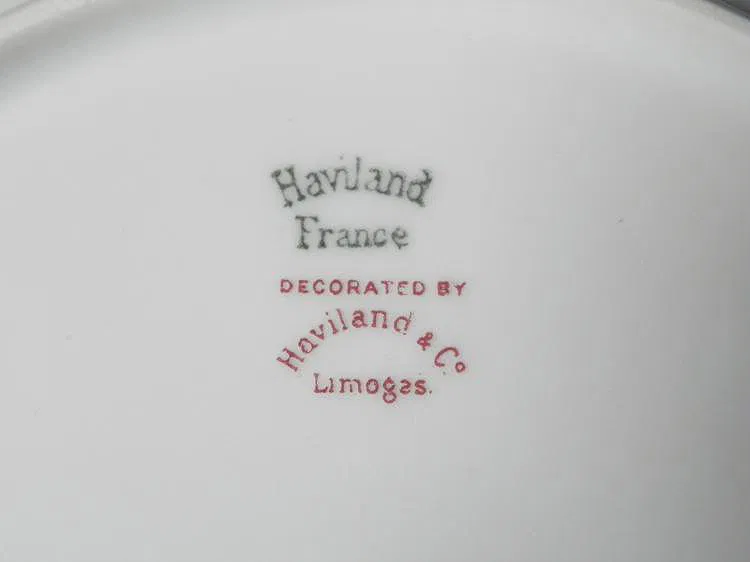 Haviland
France
DECORATED BY
Haviland & Co
Limoges.